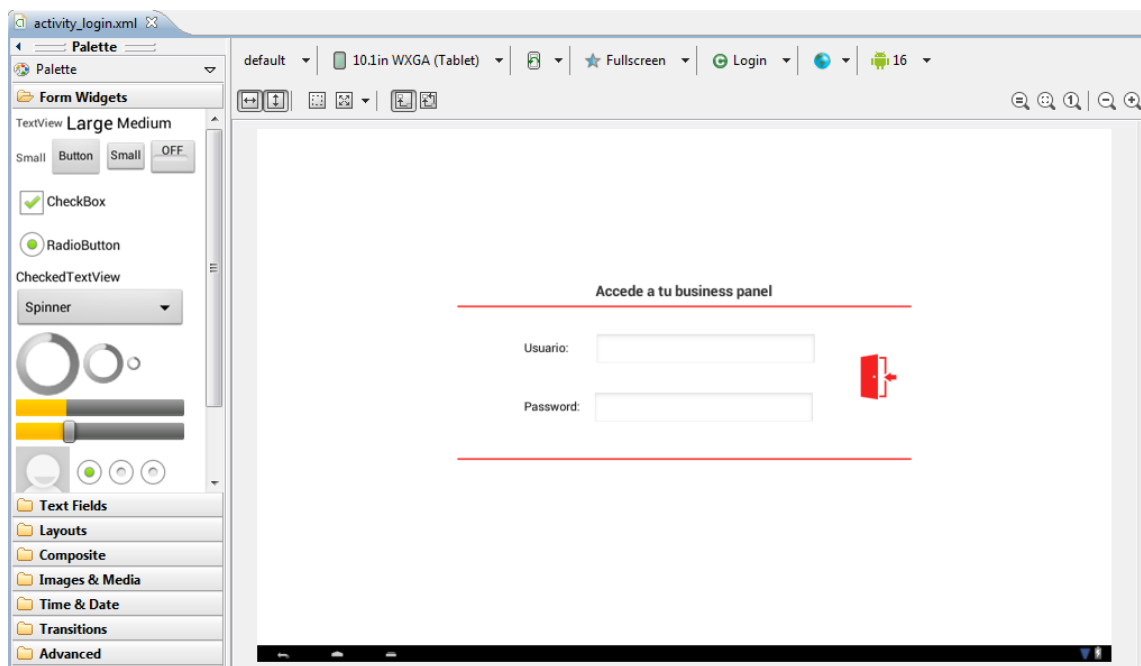 activity_login.xml
Palette
Palette
default 10.1in WXGA (Tablet) Fullscreen Login 16
Form Widgets
TextView Large Medium
Small Button Small OFF
CheckBox
RadioButton
CheckedTextView
Spinner
Text Fields
Layouts
Composite
Images & Media
Time & Date
Transitions
Advanced
1
Accede a tu business panel
Usuario:
Password: